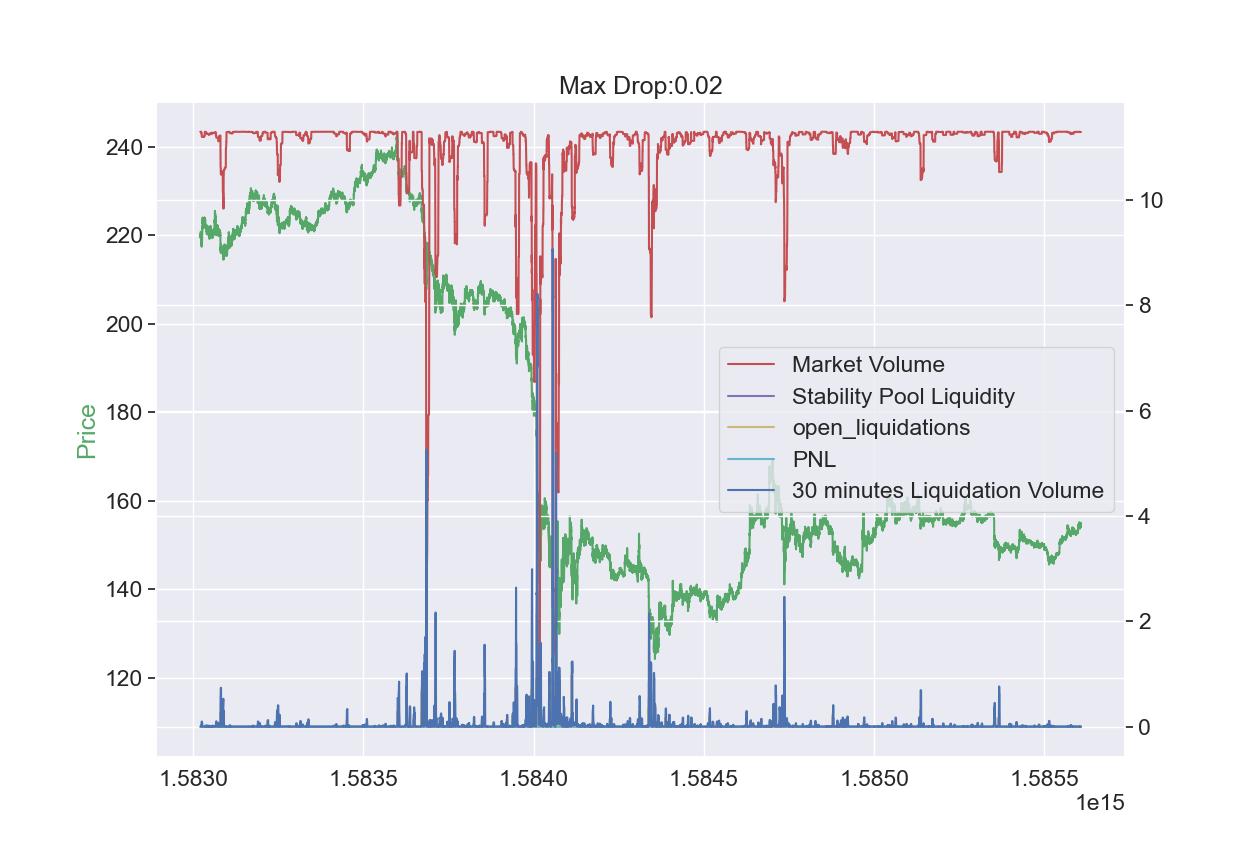 Max Drop:0.02
240
220
200
180
160
140
120
Price
10
8
6
4
2
0
Market Volume
Stability Pool Liquidity
open_liquidations
PNL
30 minutes Liquidation Volume
1.5830 1.5835 1.5840 1.5845 1.5850 1.5855
1e15